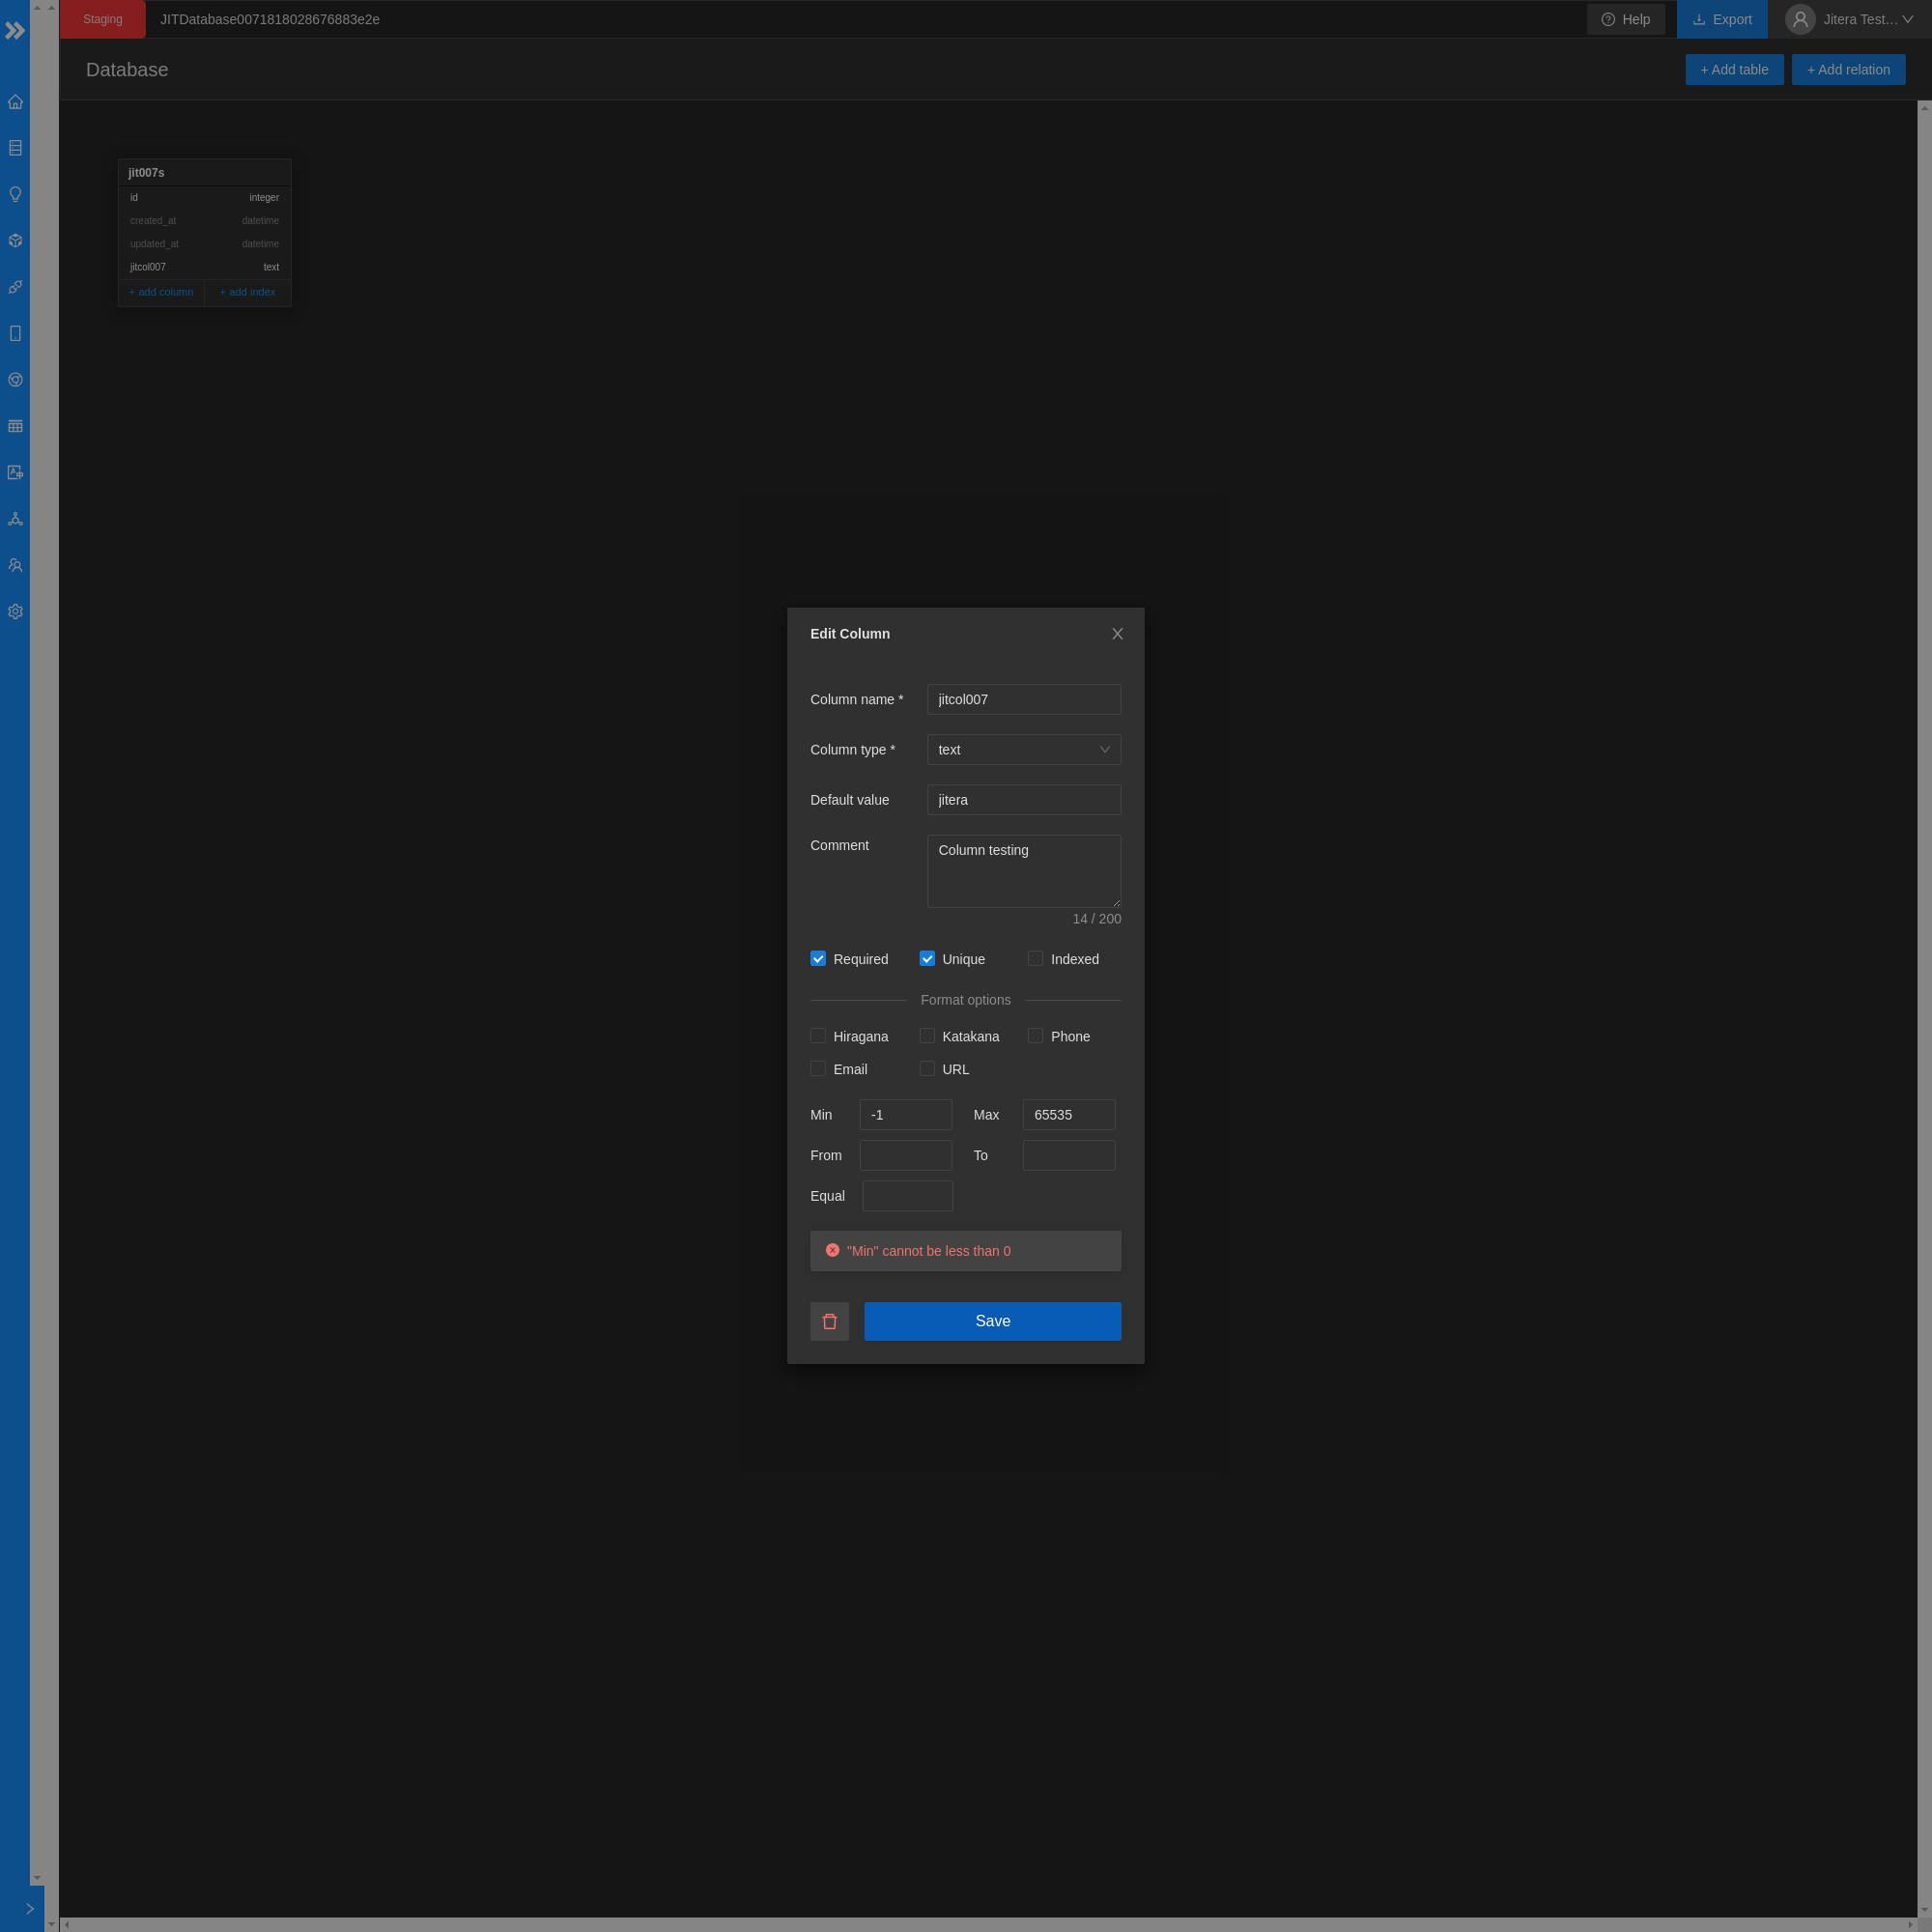 Staging
JITDatabase0071818028676883e2e
Help
Export
Jitera Test...
Database
+ Add table
+ Add relation
jit007s
id integer
created_at datetime
updated_at datetime
jitcol007 text
+ add column
+ add index
Edit Column
Column name * jitcol007
Column type * text
Default value jitera
Comment Column testing
14 / 200
Required Unique Indexed
Format options
Hiragana Katakana Phone
Email URL
Min -1 Max 65535
From To
Equal
"Min" cannot be less than 0
Save